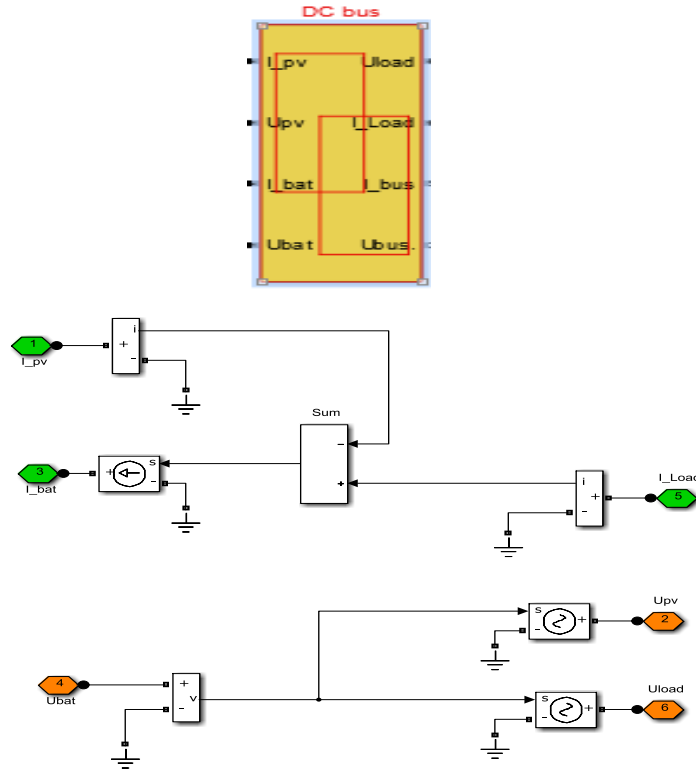 DC bus
I_pv Uload
Upv I_Load
I_bat I_bus
Ubat Ubus.
1
I_pv
i
+
-
Sum
-
+
3
I_bat
+
s
-
i
+
-
I_Load
5
Upv
s
-
+
2
4
Ubat
+
-
v
Uload
s
-
+
6